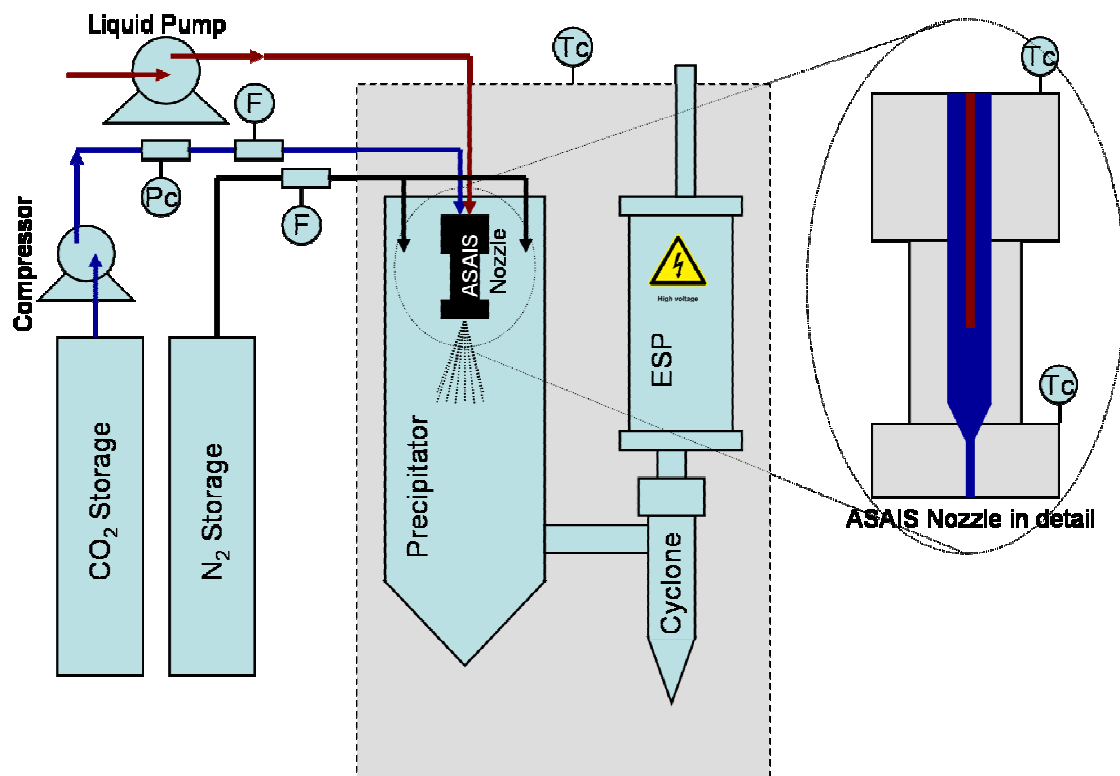 Liquid Pump
Tc
Tc
F
Pc
F
Compressor
ASAIS
Nozzle
High voltage
ESP
Tc
CO₂ Storage
N₂ Storage
Precipitator
Cyclone
ASAIS Nozzle in detail